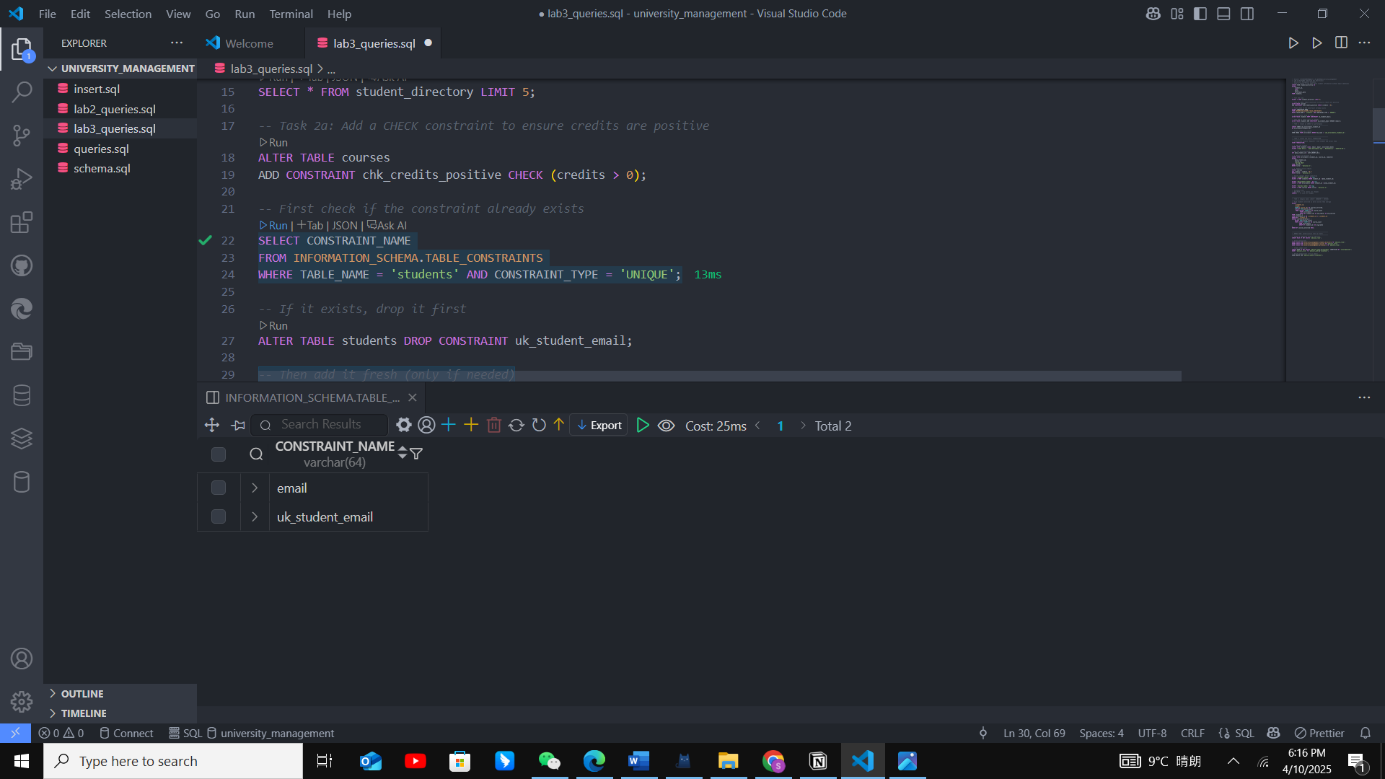 File Edit Selection View Go Run Terminal Help
● lab3_queries.sql - university_management - Visual Studio Code
EXPLORER
Welcome
lab3_queries.sql
UNIVERSITY_MANAGEMENT
insert.sql
lab2_queries.sql
lab3_queries.sql
queries.sql
schema.sql
lab3_queries.sql > ...
15 SELECT * FROM student_directory LIMIT 5;
16
17 -- Task 2a: Add a CHECK constraint to ensure credits are positive
Run
18 ALTER TABLE courses
19 ADD CONSTRAINT chk_credits_positive CHECK (credits > 0);
20
21 -- First check if the constraint already exists
Run | Tab | JSON | Ask AI
22 SELECT CONSTRAINT_NAME
23 FROM INFORMATION_SCHEMA.TABLE_CONSTRAINTS
24 WHERE TABLE_NAME = 'students' AND CONSTRAINT_TYPE = 'UNIQUE'; 13ms
25
26 -- If it exists, drop it first
Run
27 ALTER TABLE students DROP CONSTRAINT uk_student_email;
28
29 -- Then add it fresh (only if needed)
INFORMATION_SCHEMA.TABLE_...
Search Results
Export
Cost: 25ms < 1 > Total 2
CONSTRAINT_NAME
varchar(64)
email
uk_student_email
OUTLINE
TIMELINE
0 0 Connect SQL university_management
Ln 30, Col 69 Spaces: 4 UTF-8 CRLF {} SQL Prettier
Type here to search
9°C 晴朗
6:16 PM
4/10/2025
1